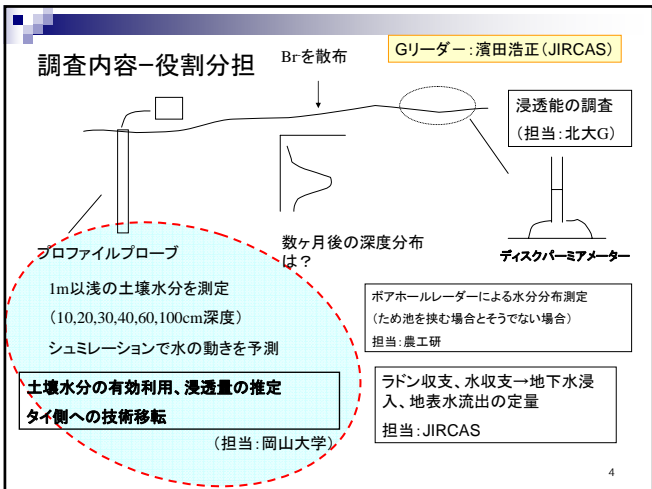 調査内容−役割分担
Br-を散布
Gリーダー：濱田浩正(JIRCAS)
浸透能の調査
(担当：北大G)
プロファイルプローブ
数ヶ月後の深度分布
は？
ディスクパーミアメーター
1m以浅の土壌水分を測定
(10,20,30,40,60,100cm深度)
シュミレーションで水の動きを予測
ボアホールレーダーによる水分分布測定
(ため池を挟む場合とそうでない場合)
担当：農工研
土壌水分の有効利用、浸透量の推定
タイ側への技術移転
(担当：岡山大学)
ラドン収支、水収支→地下水浸
入、地表水流出の定量
担当：JIRCAS
4